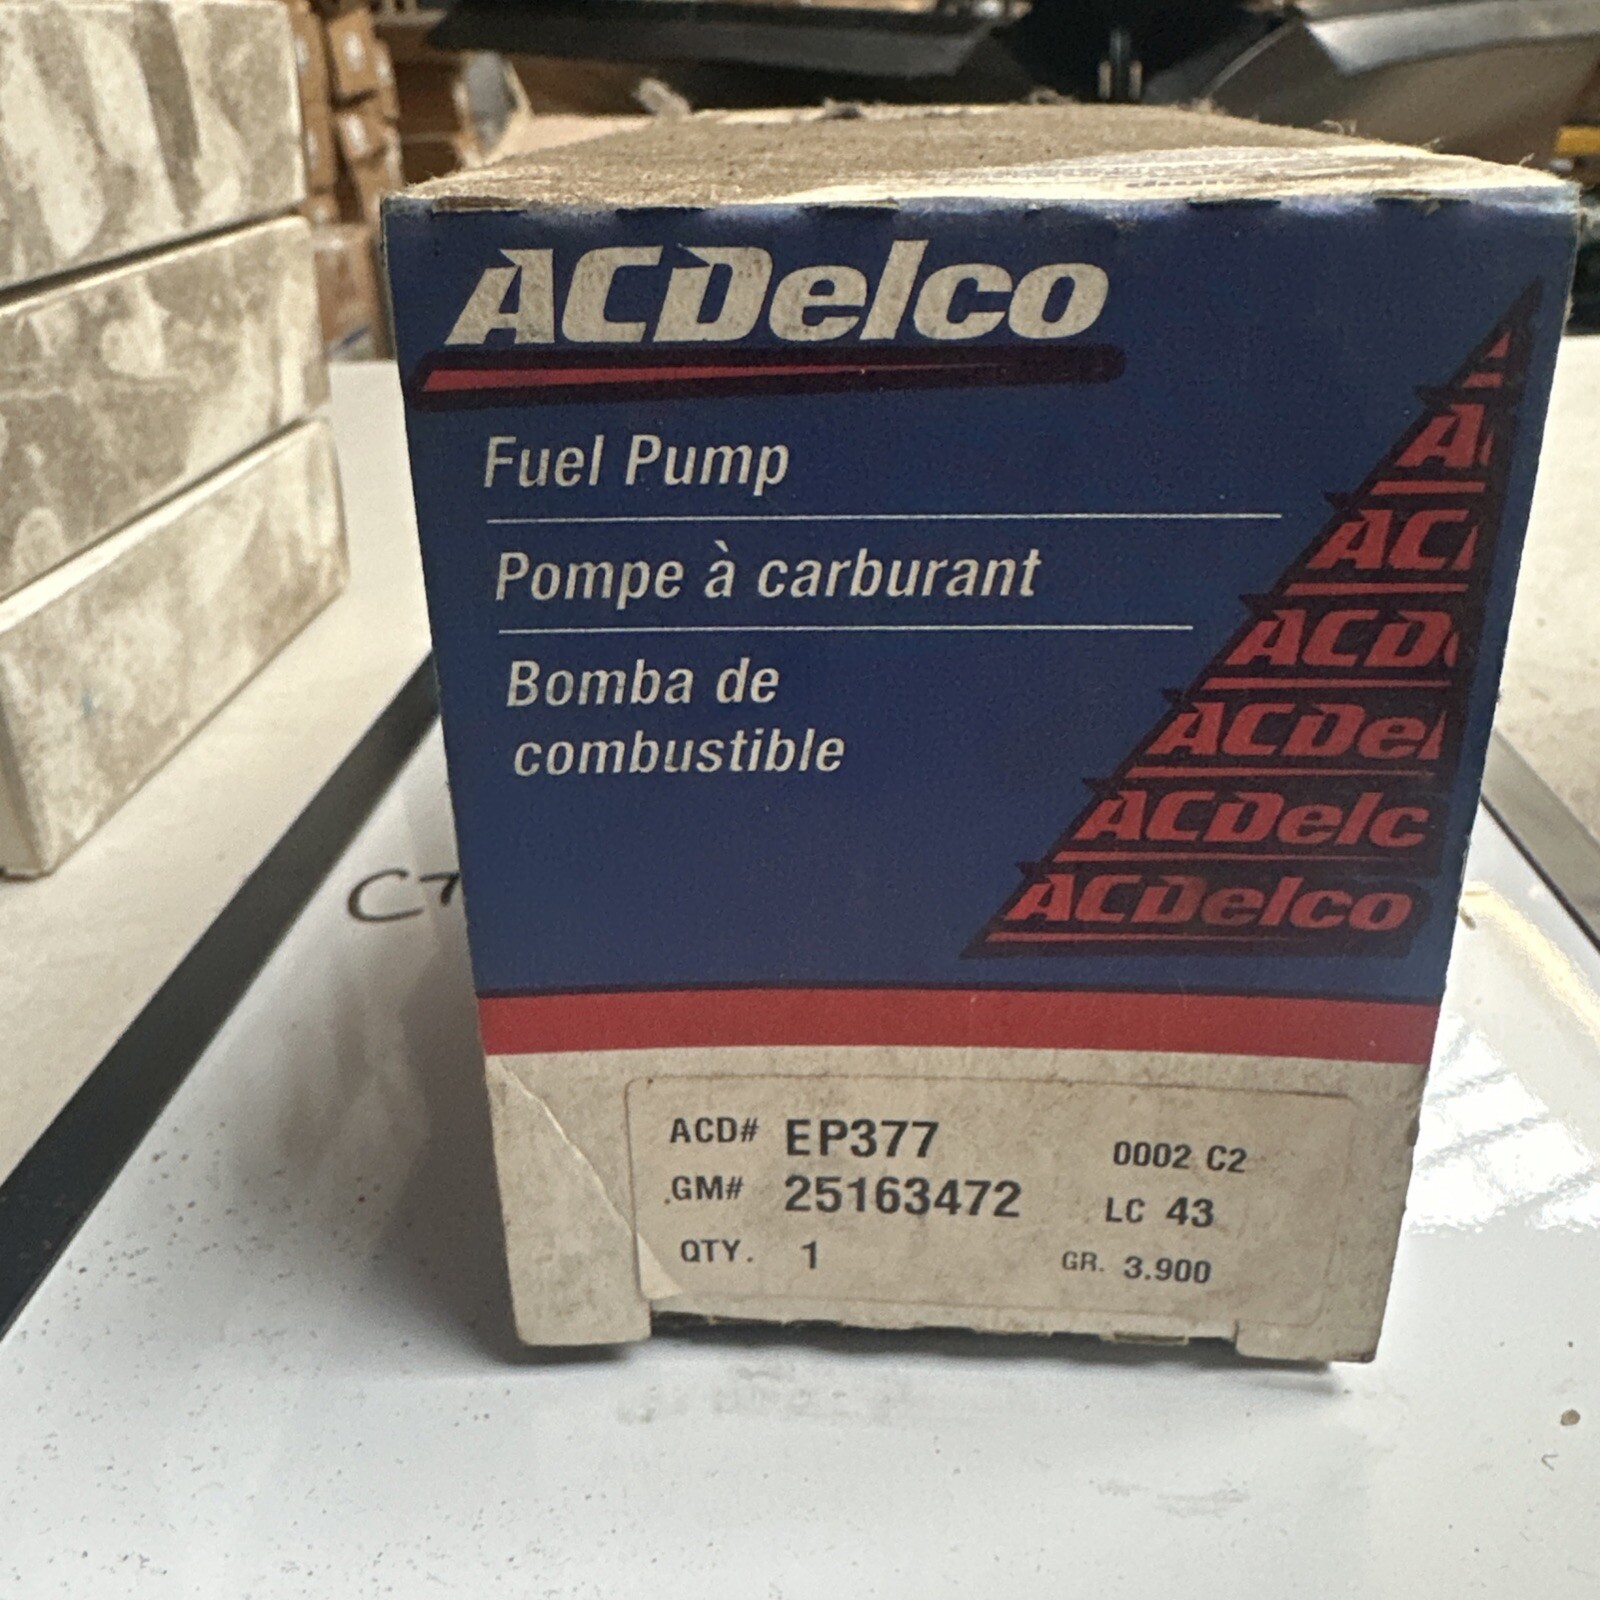 ACDelco
Fuel Pump
Pompe à carburant
Bomba de
combustible
A
AC
ACD
ACDel
ACDelc
ACDelco
ACD# EP377 0002 C2
GM# 25163472 LC 43
QTY. 1 GR. 3.900